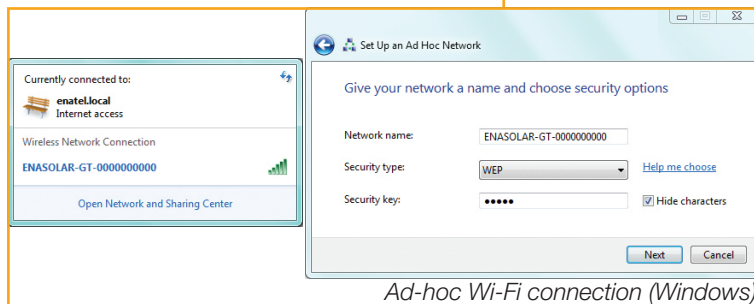 Currently connected to:
enatel.local
Internet access
Wireless Network Connection
ENASOLAR-GT-0000000000
Open Network and Sharing Center
Set Up an Ad Hoc Network
Give your network a name and choose security options
Network name:
ENASOLAR-GT-0000000000
Security type:
WEP
Help me choose
Security key:
•••••
Hide characters
Next
Cancel
Ad-hoc Wi-Fi connection (Windows)